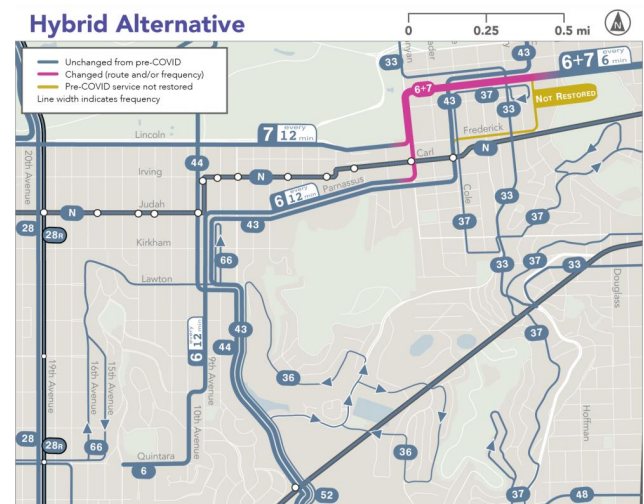 Hybrid Alternative
0 0.25 0.5 mi
Unchanged from pre-COVID
Changed (route and/or frequency)
Pre-COVID service not restored
Line width indicates frequency
33
43
6+7
6+7 every 6 min
43
37
33
NOT RESTORED
Lincoln
7 every 12 min
Frederick
Carl
N
20th Avenue
44
Irving
N
6 every 12 min
Parnassus
Cole
33
Judah
N
28
28R
43
37
37
Kirkham
66
33
37
33
Lawton
Douglass
43
44
6 12
37
36
19th Avenue
16th Avenue
15th Avenue
9th Avenue
10th Avenue
Hoffman
28
28R
66
36
Quintara
6
52
37
48